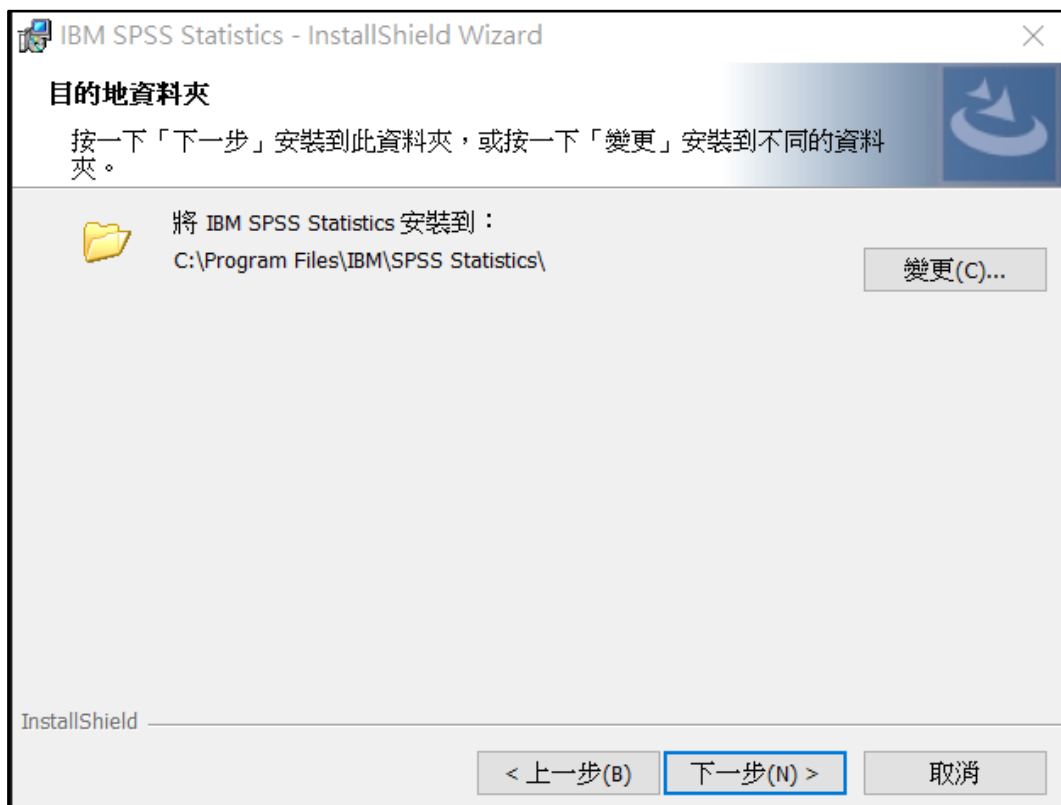 IBM SPSS Statistics - InstallShield Wizard
目的地資料夾
按一下「下一步」安裝到此資料夾，或按一下「變更」安裝到不同的資料
夾。
將 IBM SPSS Statistics 安裝到：
C:\Program Files\IBM\SPSS Statistics\
變更(C)...
InstallShield
< 上一步(B)
下一步(N) >
取消